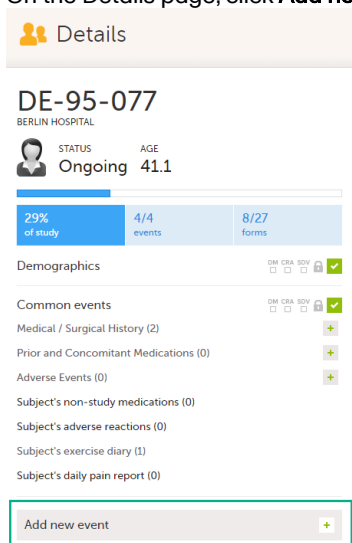 On the Details page, click Add ne
Details
DE-95-077
BERLIN HOSPITAL
STATUS AGE
Ongoing 41.1
29% 4/4 8/27
of study events forms
Demographics DM CRA SDV
Common events DM CRA SDV
Medical / Surgical History (2) +
Prior and Concomitant Medications (0) +
Adverse Events (0) +
Subject's non-study medications (0)
Subject's adverse reactions (0)
Subject's exercise diary (1)
Subject's daily pain report (0)
Add new event +